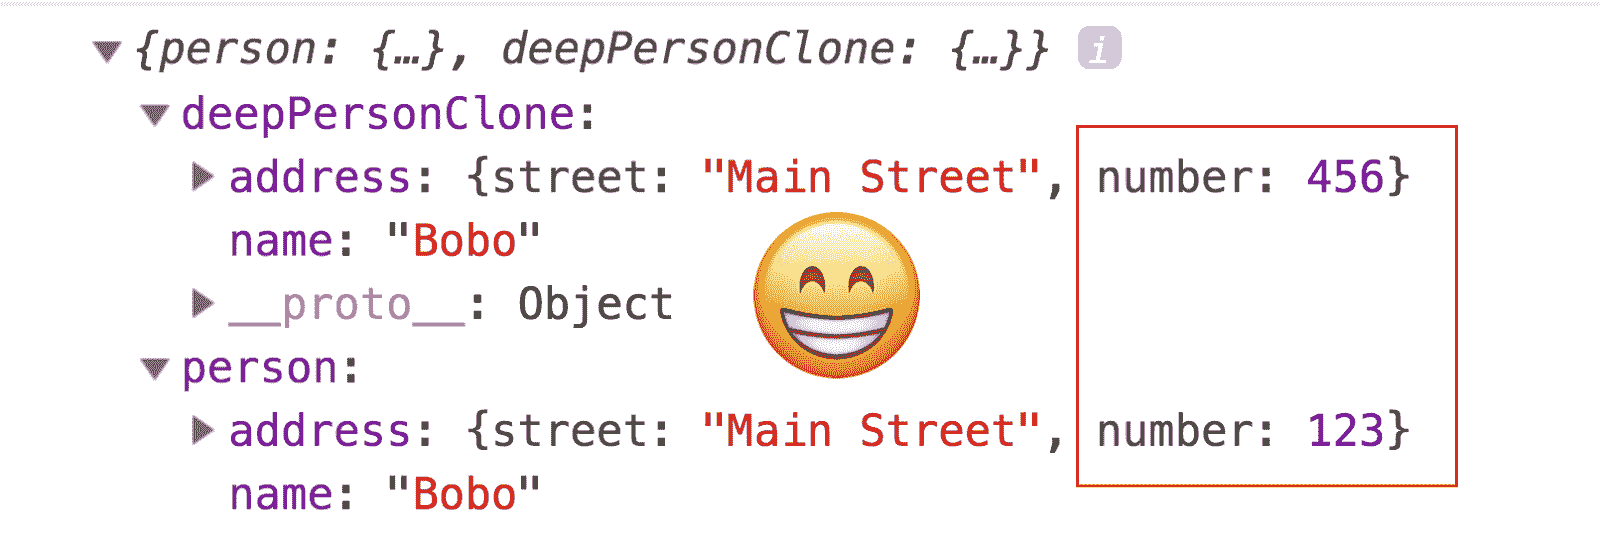 {person: {…}, deepPersonClone: {…}} i
deepPersonClone:
address: {street: "Main Street", number: 456}
name: "Bobo"
__proto__: Object
person:
address: {street: "Main Street", number: 123}
name: "Bobo"